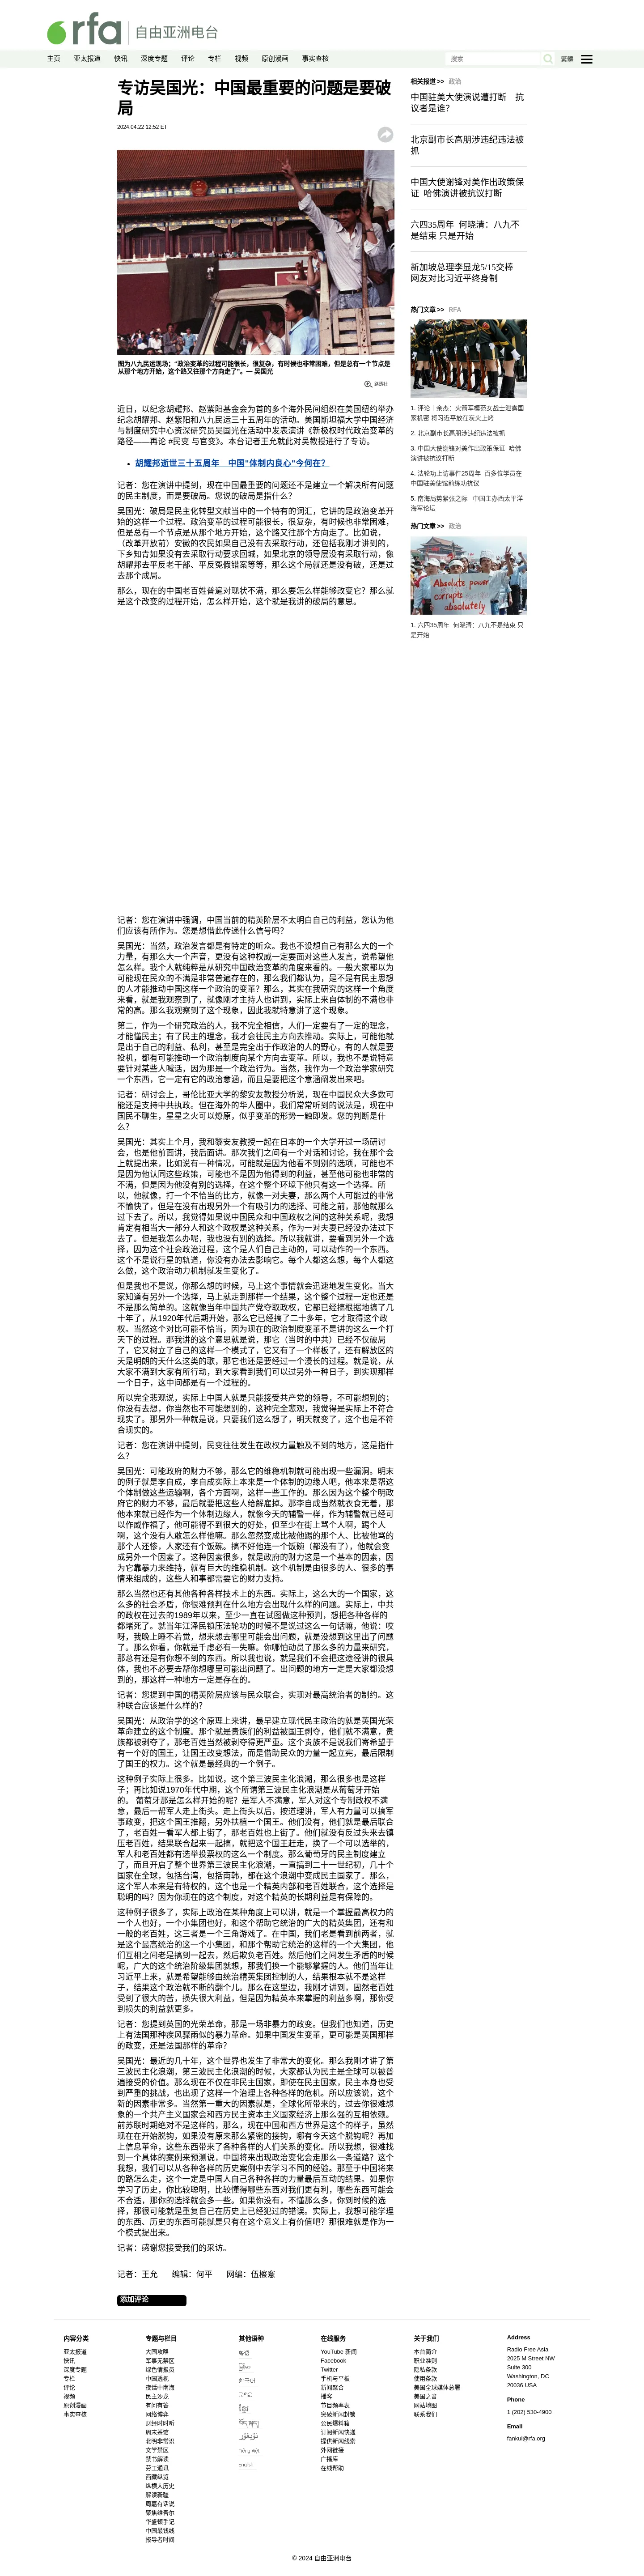 rfa 自由亚洲电台
主页 亚太报道 快讯 深度专题 评论 专栏 视频 原创漫画 事实查核 搜索 繁體
专访吴国光：中国最重要的问题是要破
局
2024.04.22 12:52 ET
图为八九民运现场；“政治变革的过程可能很长，很复杂，有时候也非常困难，但是总有一个节点是
从那个地方开始，这个路又往那个方向走了”。— 吴国光
路透社
近日，以纪念胡耀邦、赵紫阳基金会为首的多个海外民间组织在美国纽约举办
纪念胡耀邦、赵紫阳和八九民运三十五周年的活动。美国斯坦福大学中国经济
与制度研究中心资深研究员吴国光在活动中发表演讲《新极权时代政治变革的
路径——再论 #民变 与官变》。本台记者王允就此对吴教授进行了专访。
胡耀邦逝世三十五周年　中国“体制内良心”今何在？
记者：您在演讲中提到，现在中国最重要的问题还不是建立一个解决所有问题
的民主制度，而是要破局。您说的破局是指什么？
吴国光：破局是民主化转型文献当中的一个特有的词汇，它讲的是政治变革开
始的这样一个过程。政治变革的过程可能很长，很复杂，有时候也非常困难，
但是总有一个节点是从那个地方开始，这个路又往那个方向走了。比如说，
（改革开放前）安徽的农民如果自己没有去采取行动，还包括我刚才讲到的，
下乡知青如果没有去采取行动要求回城，如果北京的领导层没有采取行动，像
胡耀邦去平反老干部、平反冤假错案等等，那么这个局就还是没有破，还是过
去那个成局。
那么，现在的中国老百姓普遍对现状不满，那么要怎么样能够改变它？那么就
是这个改变的过程开始，怎么样开始，这个就是我讲的破局的意思。
记者：您在演讲中强调，中国当前的精英阶层不太明白自己的利益，您认为他
们应该有所作为。您是想借此传递什么信号吗？
吴国光：当然，政治发言都是有特定的听众。我也不设想自己有那么大的一个
力量，有那么大一个声音，更没有这种权威一定要面对这些人发言，说希望他
怎么样。我个人就纯粹是从研究中国政治变革的角度来看的。一般大家都以为
可能现在民众的不满是非常普遍存在的，那么我们都认为，是不是有民主思想
的人才能推动中国这样一个政治的变革？那么，其实在我研究的这样一个角度
来看，就是我观察到了，就像刚才主持人也讲到，实际上来自体制的不满也非
常的高。那么我观察到了这个现象，因此我就特意讲了这个现象。
第二，作为一个研究政治的人，我不完全相信，人们一定要有了一定的理念，
才能懂民主；有了民主的理念，我才会往民主方向去推动。实际上，可能他就
是出于自己的利益、私利，甚至是完全出于作政治的人的野心，有的人就是要
投机，都有可能推动一个政治制度向某个方向去变革。所以，我也不是说特意
要针对某些人喊话，因为那是一个政治行为。当然，我作为一个政治学家研究
一个东西，它一定有它的政治意涵，而且是要把这个意涵阐发出来吧。
记者：研讨会上，哥伦比亚大学的黎安友教授分析说，现在中国民众大多数可
能还是支持中共执政。但在海外的华人圈中，我们常常听到的说法是，现在中
国民不聊生，星星之火可以燎原，似乎变革的形势一触即发。您的判断是什
么？
吴国光：其实上个月，我和黎安友教授一起在日本的一个大学开过一场研讨
会，也是他前面讲，我后面讲。那次我们之间有一个对话和讨论，我在那个会
上就提出来，比如说有一种情况，可能就是因为他看不到别的选项，可能也不
是因为他认同这些政策，可能也不是因为他得到的利益，甚至他可能也非常的
不满，但是因为他没有别的选择，在这个整个环境下他只有这一个选择。所
以，他就像，打一个不恰当的比方，就像一对夫妻，那么两个人可能过的非常
不愉快了，但是在没有出现另外一个有吸引力的选择、可能之前，那他就那么
过下去了。所以，我觉得如果说中国民众和中国政权之间的这种关系呢，我想
肯定有相当大一部分人和这个政权是这种关系，作为一对夫妻已经没办法过下
去了。但是我怎么办呢，我也没有别的选择。所以我就讲，要看到另外一个选
择，因为这个社会政治过程，这个是人们自己主动的，可以动作的一个东西。
这个不是说行星的轨道，你没有办法去影响它。每个人都这么想，每个人都这
么做，这个政治动力机制就发生变化了。
但是我也不是说，你那么想的时候，马上这个事情就会迅速地发生变化。当大
家知道有另外一个选择，马上就走到那样一个结果，这个整个过程一定也还是
不是那么简单的。这就像当年中国共产党夺取政权，它都已经搞根据地搞了几
十年了，从1920年代后期开始，那么它已经搞了二十多年，它才取得这个政
权。当然这个对比可能不恰当，因为现在的政治制度变革不是讲的这么一个打
天下的过程。那我讲的这个意思就是说，那它（当时的中共）已经不仅破局
了，它又树立了自己的这样一个模式了，它又有了一个样板了，还有解放区的
天是明朗的天什么这类的歌，那它也还是要经过一个漫长的过程。就是说，从
大家不满到大家有所行动，到大家看到我们可以过另外一种日子，到实现那样
一个日子，这中间都是有一个过程的。
所以完全悲观说，实际上中国人就是只能接受共产党的领导，不可能想别的；
你没有去想，你当然也不可能想别的，这种完全悲观，我觉得是实际上不符合
现实了。那另外一种就是说，只要我们这么想了，明天就变了，这个也是不符
合现实的。
记者：您在演讲中提到，民变往往发生在政权力量触及不到的地方，这是指什
么？
吴国光：可能政府的财力不够，那么它的维稳机制就可能出现一些漏洞。明末
的例子就是李自成，李自成实际上本来是一个体制的边缘人吧，他本来是帮这
个体制做这些运输啊，各个方面啊，这样一些工作的。那么因为这个整个明政
府它的财力不够，最后就要把这些人给解雇掉。那李自成当然就衣食无着，那
他本来就已经作为一个体制边缘人，就像今天的辅警一样，作为辅警就已经可
以作威作福了，他可能得不到很大的好处，但至少在街上骂个人啊，踢个人
啊，这个没有人敢怎么样他嘛。那么忽然变成比被他踢的那个人、比被他骂的
那个人还惨，人家还有个饭碗。搞不好他连一个饭碗（都没有了），他就会变
成另外一个因素了。这种因素很多，就是政府的财力这是一个基本的因素，因
为它靠暴力来维持，就有巨大的维稳机制。这个机制是由很多的人、很多的事
情来组成的，这些人和事都需要它的财力支持。
那么当然也还有其他各种各样技术上的东西。实际上，这么大的一个国家，这
么多的社会矛盾，你很难预判在什么地方会出现什么样的问题。实际上，中共
的政权在过去的1989年以来，至少一直在试图做这种预判，想把各种各样的
都堵死了。就当年江泽民镇压法轮功的时候不是说过这么一句话嘛，他说：哎
呀，我晚上睡不着觉，想来想去哪里可能会出问题，就是没想到这里出了问题
了。那么你看，你就是千虑必有一失嘛。你哪怕动员了那么多的力量来研究，
那总有还是有你想不到的东西。所以我也说，就是我们不会把这途径讲的很具
体，我也不必要去帮你想哪里可能出问题了。出问题的地方一定是大家都没想
到的，那这样一种地方一定是存在的。
记者：您提到中国的精英阶层应该与民众联合，实现对最高统治者的制约。这
种联合应该是什么样的？
吴国光：从政治学的这个原理上来讲，最早建立现代民主政治的就是英国光荣
革命建立的这个制度。那个就是贵族们的利益被国王剥夺，他们就不满意，贵
族都被剥夺了，那老百姓当然被剥夺得更严重。这个贵族不是说我们寄希望于
有一个好的国王，让国王改变想法，而是借助民众的力量一起立宪，最后限制
了国王的权力。这个就是最经典的一个例子。
这种例子实际上很多。比如说，这个第三波民主化浪潮，那么很多也是这样
子；再比如说1970年代中期，这个所谓第三波民主化浪潮是从葡萄牙开始
的。 葡萄牙那是怎么样开始的呢？是军人不满意，军人对这个专制政权不满
意，最后一帮军人走上街头。走上街头以后，按道理讲，军人有力量可以搞军
事政变，把这个国王推翻，另外扶植一个国王。他们没有，他们就是最后联合
了，老百姓一看军人都上街了，那老百姓也上街了。他们就没有反过头来去镇
压老百姓，结果联合起来一起搞，就把这个国王赶走，换了一个可以选举的，
军人和老百姓都有选举投票权的这么一个制度。那么葡萄牙的民主制度建立
了，而且开启了整个世界第三波民主化浪潮，一直搞到二十一世纪初，几十个
国家在全球，包括台湾，包括南韩，都在这个浪潮中变成民主国家了。那么，
这个军人本来是有特权的，这个也是一个精英内部和老百姓联合，这个选择是
聪明的吗？因为你现在的这个制度，对这个精英的长期利益是有保障的。
这种例子很多了，实际上政治在某种角度上可以讲，就是一个掌握最高权力的
一个人也好，一个小集团也好，和这个帮助它统治的广大的精英集团，还有和
一般的老百姓，这三者是一个三角游戏了。在中国，我们老是看到前两者，就
是这个最高统治的这一个小集团，和那个帮助它统治的这样的一个大集团，他
们互相之间老是搞到一起去，然后欺负老百姓。然后他们之间发生矛盾的时候
呢，广大的这个统治阶级集团就想，那我们换一个能够掌握的人。他们当年让
习近平上来，就是希望能够由统治精英集团控制的人，结果根本就不是这样
子，结果这个政治就不断的翻个儿。那么在这里边，我刚才讲到，固然老百姓
受到了很大的苦，损失很大利益，但是因为精英本来掌握的利益多啊，那你受
到损失的利益就更多。
记者：您提到英国的光荣革命，那是一场非暴力的政变。但我们也知道，历史
上有法国那种疾风骤雨似的暴力革命。如果中国发生变革，更可能是英国那样
的政变，还是法国那样的革命？
吴国光：最近的几十年，这个世界也发生了非常大的变化。那么我刚才讲了第
三波民主化浪潮，第三波民主化浪潮的时候，大家都认为民主是全球可以被普
遍接受的价值。那么现在不仅在非民主国家，即使在民主国家，民主本身也受
到严重的挑战，也出现了这样一个治理上各种各样的危机。所以应该说，这个
新的因素非常多。当然第一重大的因素就是，全球化所带来的，过去你很难想
象的一个共产主义国家会和西方民主资本主义国家经济上那么强的互相依赖。
前苏联时期绝对不是这样的，那么，现在中国和西方世界是这个的样子，虽然
现在在开始脱钩，如果没有原来那么紧密的接钩，哪有今天这个脱钩呢？再加
上信息革命，这些东西带来了各种各样的人们关系的变化。所以我想，很难找
到一个具体的案例来预测说，中国将来出现政治变化会走那么一条道路？这个
我想，我们可以从各种各样的历史案例中去学习不同的经验。那至于中国将来
的路怎么走，这个一定是中国人自己各种各样的力量最后互动的结果。如果你
学习了历史，你比较聪明，比较懂得哪些东西对我们更有利，哪些东西可能会
不合适，那你的选择就会多一些。如果你没有，不懂那么多，你到时候的选
择，那很可能就是重复自己在历史上已经犯过的错误。实际上，我想可能学理
的东西、历史的东西可能就是只有在这个意义上有价值吧？那很难就是作为一
个模式提出来。
记者：感谢您接受我们的采访。
记者：王允　编辑：何平　网编：伍檫愙
添加评论
相关报道 >> 政治
中国驻美大使演说遭打断　抗
议者是谁？
北京副市长高朋涉违纪违法被
抓
中国大使谢锋对美作出政策保
证 哈佛演讲被抗议打断
六四35周年 何晓清：八九不
是结束 只是开始
新加坡总理李显龙5/15交棒
网友对比习近平终身制
热门文章 >> RFA
1. 评论｜余杰：火箭军模范女战士泄露国
家机密 将习近平放在炭火上烤
2. 北京副市长高朋涉违纪违法被抓
3. 中国大使谢锋对美作出政策保证 哈佛
演讲被抗议打断
4. 法轮功上访事件25周年 百多位学员在
中国驻美使馆前练功抗议
5. 南海局势紧张之际　中国主办西太平洋
海军论坛
热门文章 >> 政治
Absolute power corrupts absolutely
1. 六四35周年 何晓清：八九不是结束 只
是开始
内容分类
亚太报道
快讯
深度专题
专栏
评论
视频
原创漫画
事实查核
专题与栏目
大国攻略
军事无禁区
绿色情报员
中国透视
夜话中南海
民主沙龙
有问有答
网络博弈
财经时时听
周末茶馆
北明非常识
文学禁区
禁书解读
劳工通讯
西藏纵览
纵横大历史
解读新疆
周嘉有话说
聚焦维吾尔
华盛顿手记
中国最钱线
报导者时间
其他语种
粤语
မြန်မာ
한국어
ລາວ
ខ្មែរ
བོད་སྐད།
ئۇيغۇر
Tiếng Việt
English
在线服务
YouTube 新闻
Facebook
Twitter
手机与平板
新闻聚合
播客
节目频率表
突破新闻封锁
公民爆料箱
订阅新闻快递
提供新闻线索
外网链接
广播库
在线帮助
关于我们
本台简介
职业准则
隐私条款
使用条款
美国全球媒体总署
美国之音
网站地图
联系我们
Address
Radio Free Asia
2025 M Street NW
Suite 300
Washington, DC
20036 USA
Phone
1 (202) 530-4900
Email
fankui@rfa.org
© 2024 自由亚洲电台